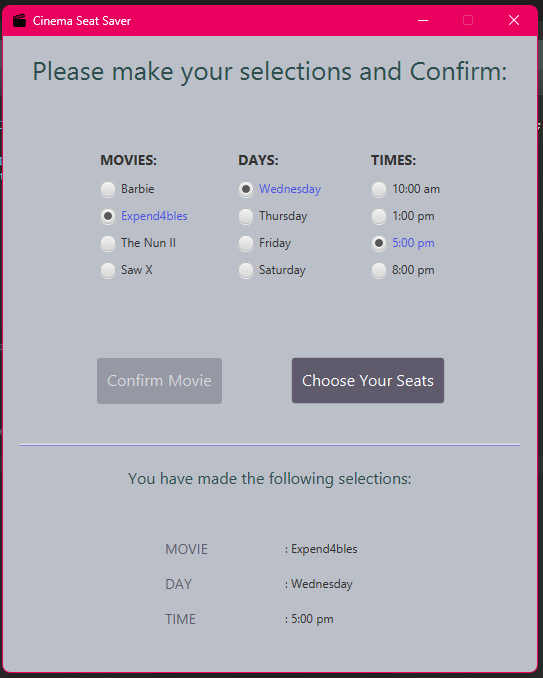 Cinema Seat Saver
Please make your selections and Confirm:
MOVIES: DAYS: TIMES:
Barbie Wednesday 10:00 am
Expend4bles Thursday 1:00 pm
The Nun II Friday 5:00 pm
Saw X Saturday 8:00 pm
Confirm Movie Choose Your Seats
You have made the following selections:
MOVIE : Expend4bles
DAY : Wednesday
TIME : 5:00 pm